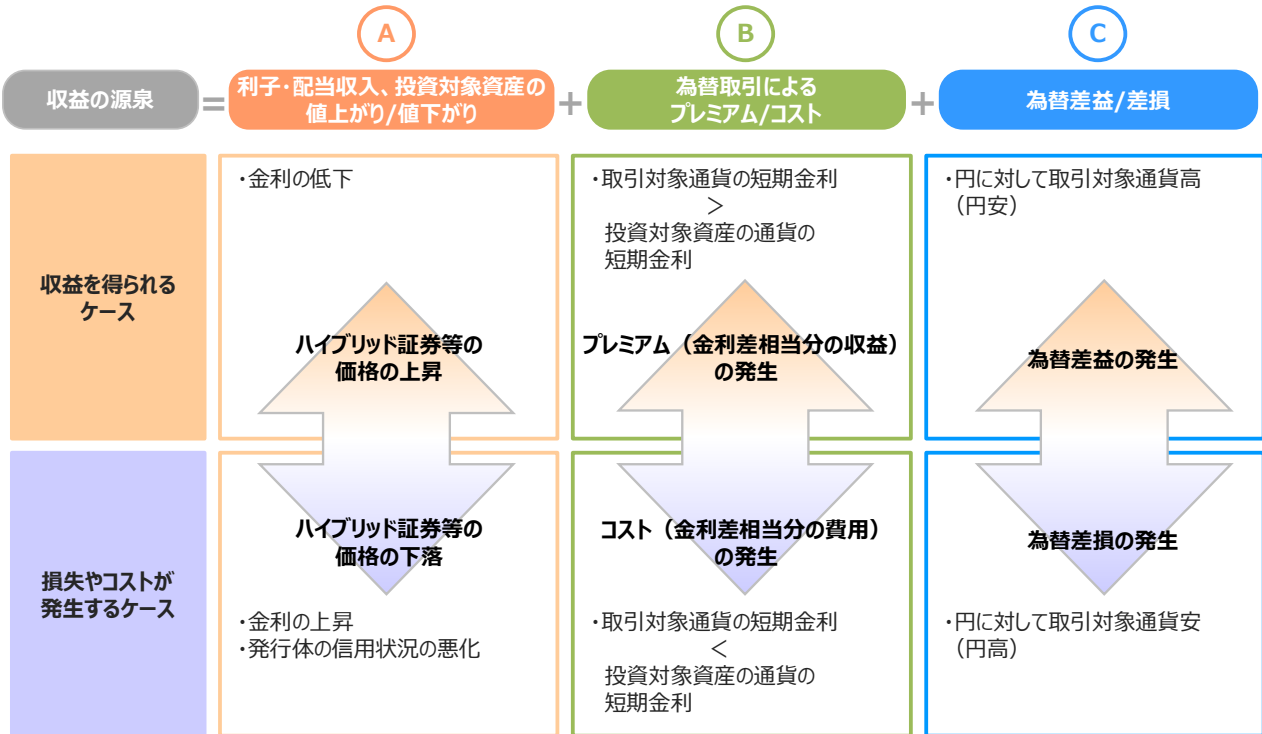 A
B
C
収益の源泉
=
利子・配当収入、投資対象資産の
値上がり/値下がり
+
為替取引による
プレミアム/コスト
+
為替差益/差損
収益を得られる
ケース
・金利の低下
ハイブリッド証券等の
価格の上昇
・取引対象通貨の短期金利
＞
投資対象資産の通貨の
短期金利
プレミアム（金利差相当分の収益）
の発生
・円に対して取引対象通貨高
（円安）
為替差益の発生
損失やコストが
発生するケース
ハイブリッド証券等の
価格の下落
・金利の上昇
・発行体の信用状況の悪化
コスト（金利差相当分の費用）
の発生
・取引対象通貨の短期金利
＜
投資対象資産の通貨の
短期金利
為替差損の発生
・円に対して取引対象通貨安
（円高）